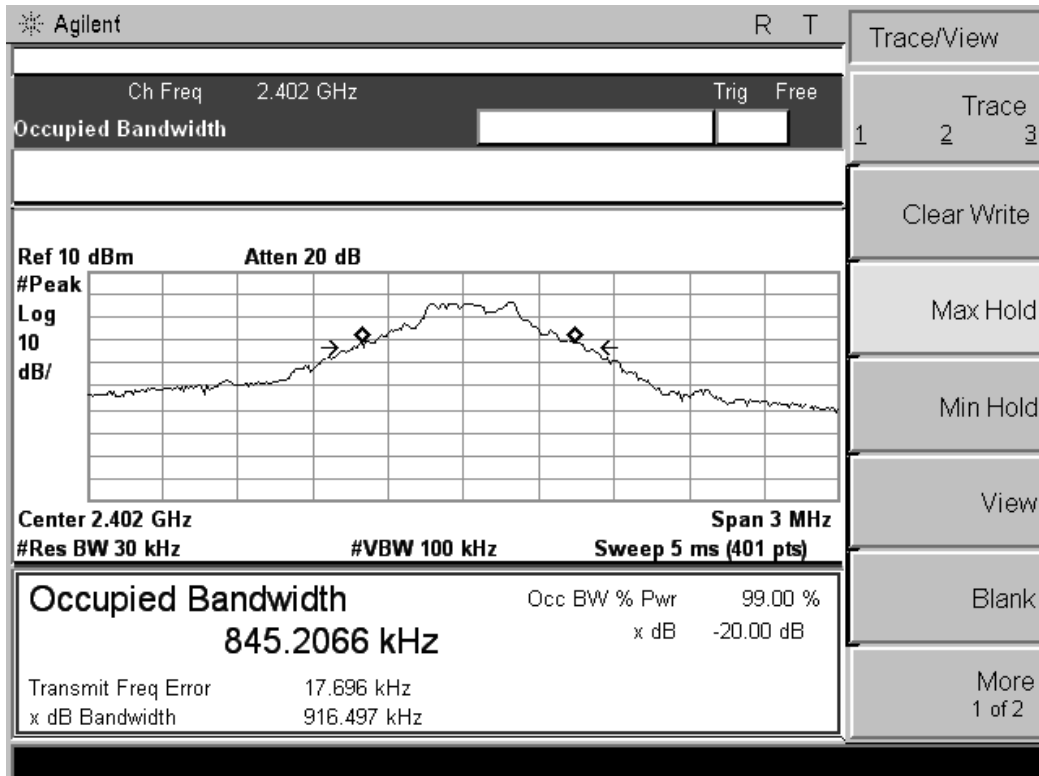 Agilent R T
Ch Freq 2.402 GHz Trig Free
Occupied Bandwidth
Ref 10 dBm Atten 20 dB
#Peak
Log
10
dB/
Center 2.402 GHz Span 3 MHz
#Res BW 30 kHz #VBW 100 kHz Sweep 5 ms (401 pts)
Occupied Bandwidth Occ BW % Pwr 99.00 %
845.2066 kHz x dB -20.00 dB
Transmit Freq Error 17.696 kHz
x dB Bandwidth 916.497 kHz
Trace/View
Trace
1 2 3
Clear Write
Max Hold
Min Hold
View
Blank
More
1 of 2